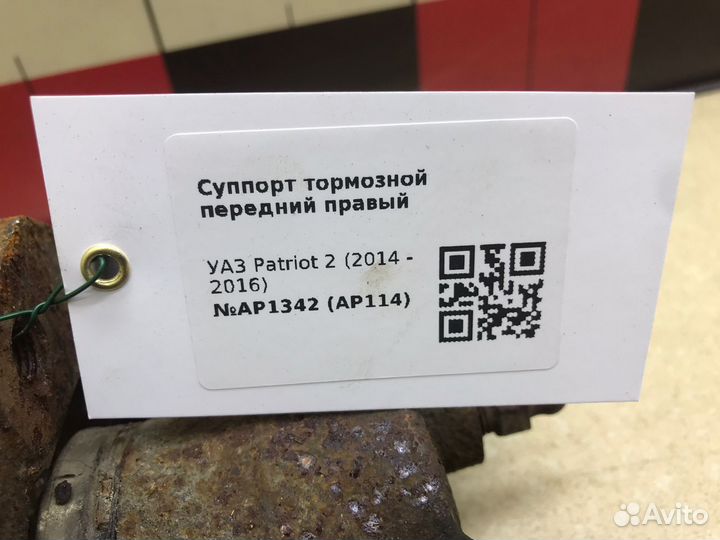 Суппорт тормозной
передний правый
УАЗ Patriot 2 (2014 -
2016)
№AP1342 (AP114)
Avito